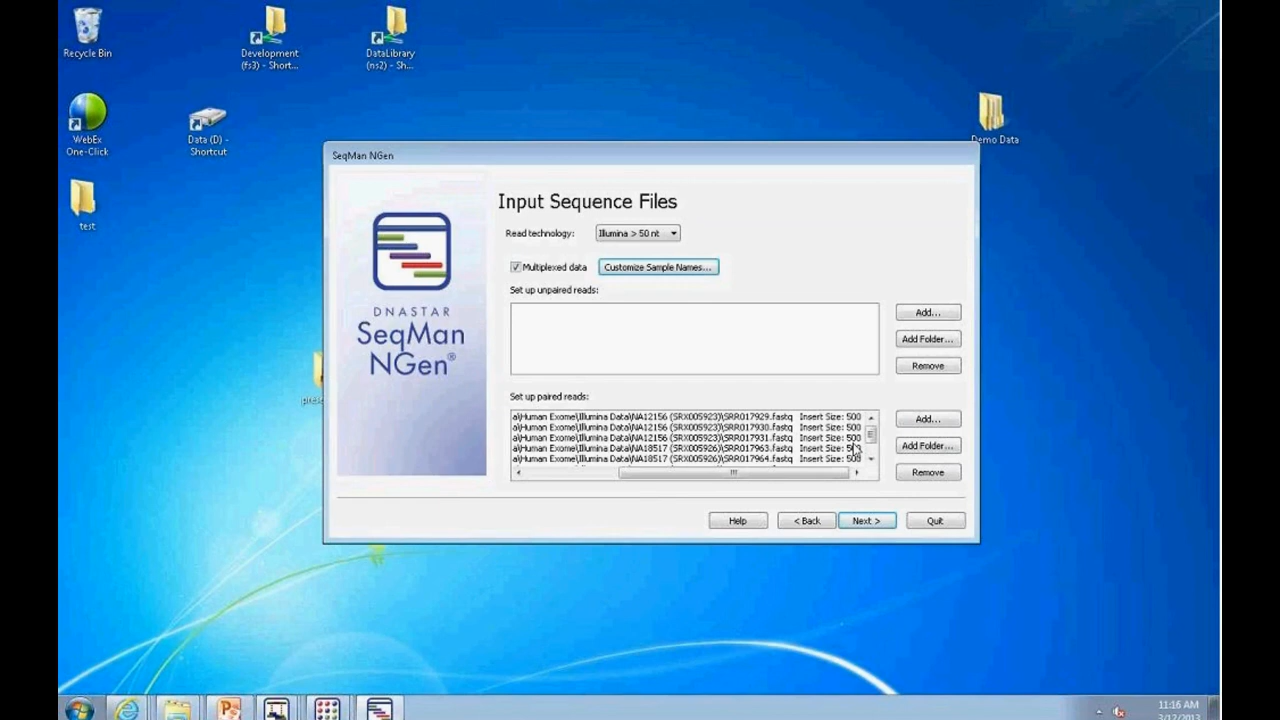 Recycle Bin
Development
(fs3) - Short...
DataLibrary
(ns2) - Sh...
WebEx
One-Click
Data (D) -
Shortcut
Demo Data
test
SeqMan NGen
Input Sequence Files
Read technology:
Illumina > 50 nt
Multiplexed data
Customize Sample Names...
Set up unpaired reads:
Add...
Add Folder...
Remove
DNASTAR
SeqMan
NGen®
Set up paired reads:
a\Human Exome\Illumina Data\NA12156 (SRX005923)\SRR017929.fastq Insert Size: 500
a\Human Exome\Illumina Data\NA12156 (SRX005923)\SRR017930.fastq Insert Size: 500
a\Human Exome\Illumina Data\NA12156 (SRX005923)\SRR017931.fastq Insert Size: 500
a\Human Exome\Illumina Data\NA18517 (SRX005926)\SRR017963.fastq Insert Size:
a\Human Exome\Illumina Data\NA18517 (SRX005926)\SRR017964.fastq Insert Size: 500
Add...
Add Folder...
Remove
prese
Help
< Back
Next >
Quit
11:16 AM
3/12/2013